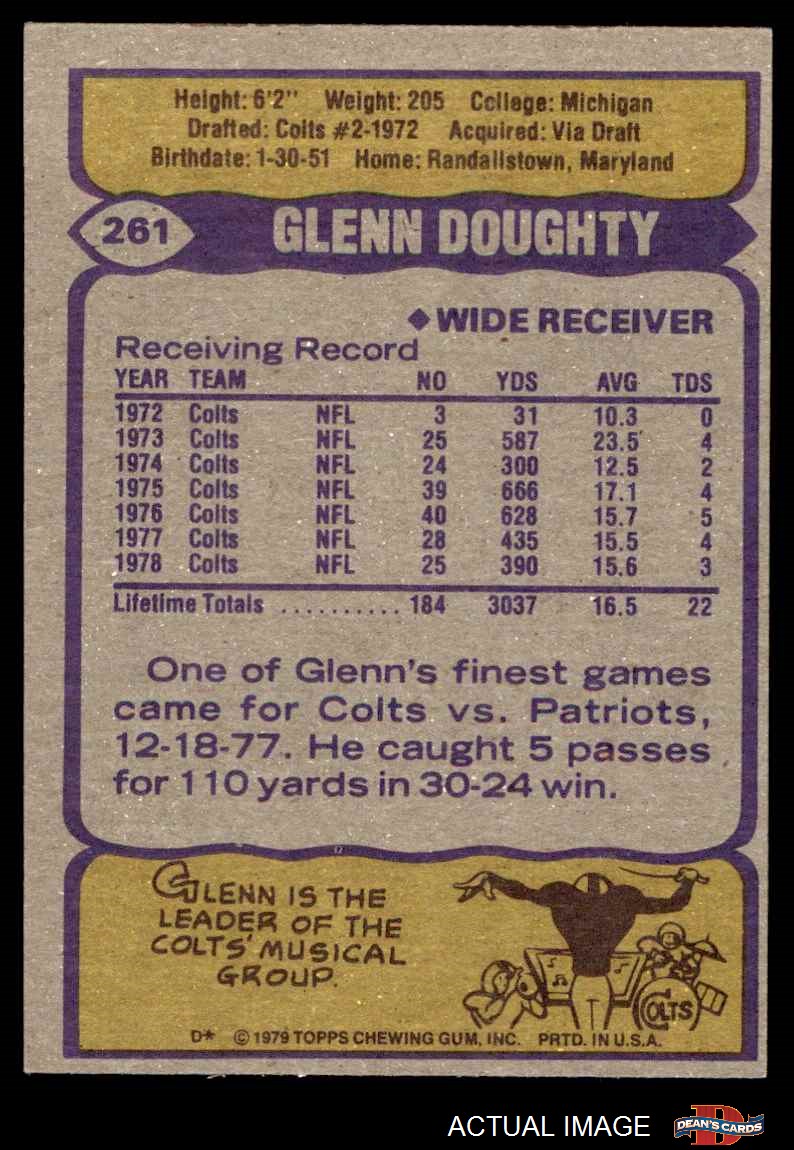 Height: 6'2" Weight: 205 College: Michigan
Drafted: Colts #2-1972 Acquired: Via Draft
Birthdate: 1-30-51 Home: Randallstown, Maryland
261 GLENN DOUGHTY
◆WIDE RECEIVER
Receiving Record
YEAR TEAM NO YDS AVG TDS
1972 Colts NFL 3 31 10.3 0
1973 Colts NFL 25 587 23.5 4
1974 Colts NFL 24 300 12.5 2
1975 Colts NFL 39 666 17.1 4
1976 Colts NFL 40 628 15.7 5
1977 Colts NFL 28 435 15.5 4
1978 Colts NFL 25 390 15.6 3
Lifetime Totals .......... 184 3037 16.5 22
One of Glenn's finest games
came for Colts vs. Patriots,
12-18-77. He caught 5 passes
for 110 yards in 30-24 win.
GLENN IS THE
LEADER OF THE
COLTS' MUSICAL
GROUP.
COLTS
D* © 1979 TOPPS CHEWING GUM, INC. PRTD. IN U.S.A.
ACTUAL IMAGE
D
DEAN'S CARDS